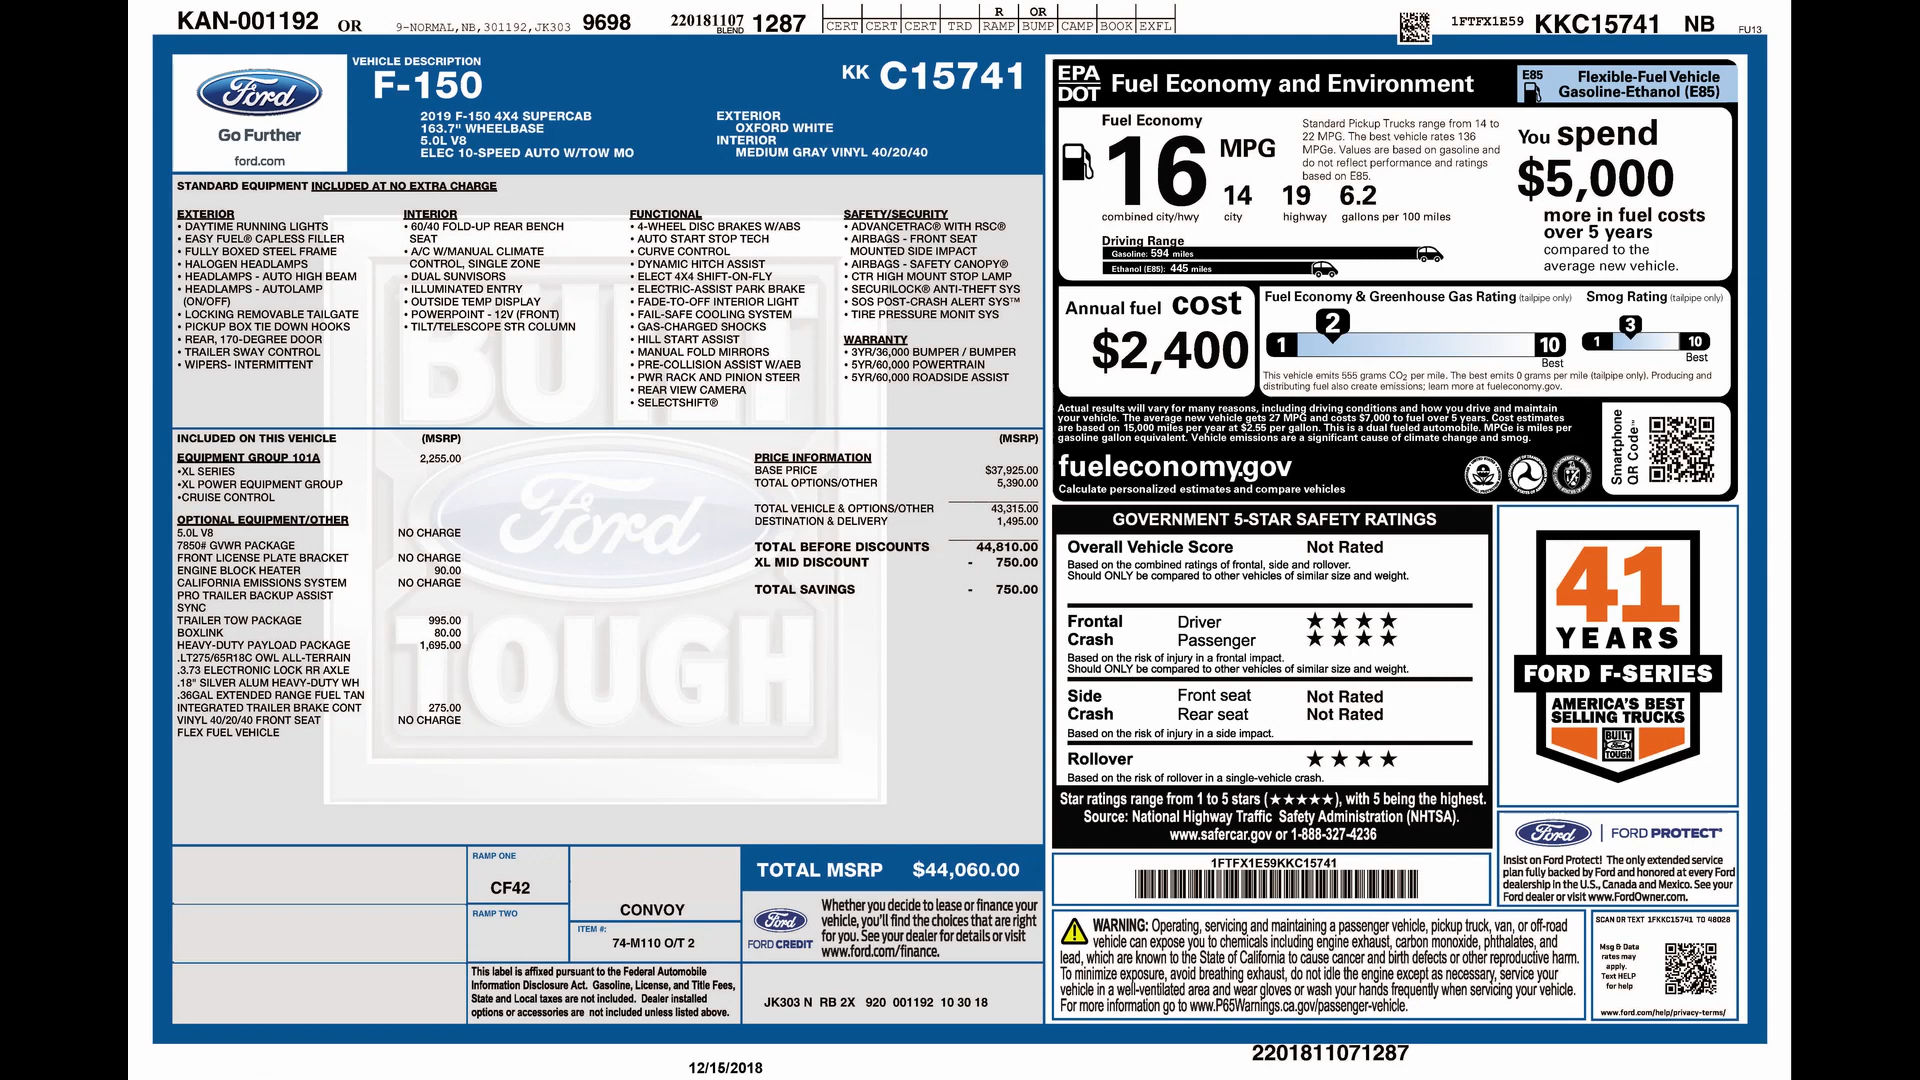 KAN-001192 OR 9-NORMAL,NB,301192,JK303 9698 220181107 BLEND 1287
R OR
CERT CERT CERT TRD RAMP BUMP CAMP BOOK EXFL
1FTFX1E59 KKC15741 NB FU13
Ford
Go Further
ford.com
VEHICLE DESCRIPTION
F-150
KK C15741
2019 F-150 4X4 SUPERCAB
163.7" WHEELBASE
5.0L V8
ELEC 10-SPEED AUTO W/TOW MO
EXTERIOR
OXFORD WHITE
INTERIOR
MEDIUM GRAY VINYL 40/20/40
STANDARD EQUIPMENT INCLUDED AT NO EXTRA CHARGE
EXTERIOR
• DAYTIME RUNNING LIGHTS
• EASY FUEL® CAPLESS FILLER
• FULLY BOXED STEEL FRAME
• HALOGEN HEADLAMPS
• HEADLAMPS - AUTO HIGH BEAM
• HEADLAMPS - AUTOLAMP
(ON/OFF)
• LOCKING REMOVABLE TAILGATE
• PICKUP BOX TIE DOWN HOOKS
• REAR, 170-DEGREE DOOR
• TRAILER SWAY CONTROL
• WIPERS- INTERMITTENT
INTERIOR
• 60/40 FOLD-UP REAR BENCH
SEAT
• A/C W/MANUAL CLIMATE
CONTROL, SINGLE ZONE
• DUAL SUNVISORS
• ILLUMINATED ENTRY
• OUTSIDE TEMP DISPLAY
• POWERPOINT - 12V (FRONT)
• TILT/TELESCOPE STR COLUMN
FUNCTIONAL
• 4-WHEEL DISC BRAKES W/ABS
• AUTO START STOP TECH
• CURVE CONTROL
• DYNAMIC HITCH ASSIST
• ELECT 4X4 SHIFT-ON-FLY
• ELECTRIC-ASSIST PARK BRAKE
• FADE-TO-OFF INTERIOR LIGHT
• FAIL-SAFE COOLING SYSTEM
• GAS-CHARGED SHOCKS
• HILL START ASSIST
• MANUAL FOLD MIRRORS
• PRE-COLLISION ASSIST W/AEB
• PWR RACK AND PINION STEER
• REAR VIEW CAMERA
• SELECTSHIFT®
SAFETY/SECURITY
• ADVANCETRAC® WITH RSC®
• AIRBAGS - FRONT SEAT
MOUNTED SIDE IMPACT
• AIRBAGS - SAFETY CANOPY®
• CTR HIGH MOUNT STOP LAMP
• SECURILOCK® ANTI-THEFT SYS
• SOS POST-CRASH ALERT SYS™
• TIRE PRESSURE MONIT SYS
WARRANTY
• 3YR/36,000 BUMPER / BUMPER
• 5YR/60,000 POWERTRAIN
• 5YR/60,000 ROADSIDE ASSIST
BUILT
Ford
TOUGH
INCLUDED ON THIS VEHICLE (MSRP)
EQUIPMENT GROUP 101A 2,255.00
•XL SERIES
•XL POWER EQUIPMENT GROUP
•CRUISE CONTROL
OPTIONAL EQUIPMENT/OTHER
5.0L V8 NO CHARGE
7850# GVWR PACKAGE
FRONT LICENSE PLATE BRACKET NO CHARGE
ENGINE BLOCK HEATER 90.00
CALIFORNIA EMISSIONS SYSTEM NO CHARGE
PRO TRAILER BACKUP ASSIST
SYNC
TRAILER TOW PACKAGE 995.00
BOXLINK 80.00
HEAVY-DUTY PAYLOAD PACKAGE 1,695.00
.LT275/65R18C OWL ALL-TERRAIN
.3.73 ELECTRONIC LOCK RR AXLE
.18" SILVER ALUM HEAVY-DUTY WH
.36GAL EXTENDED RANGE FUEL TAN
INTEGRATED TRAILER BRAKE CONT 275.00
VINYL 40/20/40 FRONT SEAT NO CHARGE
FLEX FUEL VEHICLE
(MSRP)
PRICE INFORMATION
BASE PRICE $37,925.00
TOTAL OPTIONS/OTHER 5,390.00
TOTAL VEHICLE & OPTIONS/OTHER 43,315.00
DESTINATION & DELIVERY 1,495.00
TOTAL BEFORE DISCOUNTS 44,810.00
XL MID DISCOUNT - 750.00
TOTAL SAVINGS - 750.00
RAMP ONE
CF42
RAMP TWO
CONVOY
ITEM #:
74-M110 O/T 2
TOTAL MSRP $44,060.00
Ford
FORD CREDIT
Whether you decide to lease or finance your
vehicle, you'll find the choices that are right
for you. See your dealer for details or visit
www.ford.com/finance.
This label is affixed pursuant to the Federal Automobile
Information Disclosure Act. Gasoline, License, and Title Fees,
State and Local taxes are not included. Dealer installed
options or accessories are not included unless listed above.
JK303 N RB 2X 920 001192 10 30 18
EPA
DOT
Fuel Economy and Environment
E85
Flexible-Fuel Vehicle
Gasoline-Ethanol (E85)
Fuel Economy
16 MPG
combined city/hwy
14 city
19 highway
6.2 gallons per 100 miles
Standard Pickup Trucks range from 14 to
22 MPG. The best vehicle rates 136
MPGe. Values are based on gasoline and
do not reflect performance and ratings
based on E85.
Driving Range
Gasoline: 594 miles
Ethanol (E85): 445 miles
You spend
$5,000
more in fuel costs
over 5 years
compared to the
average new vehicle.
Annual fuel cost
$2,400
Fuel Economy & Greenhouse Gas Rating (tailpipe only)
2
1 10
Best
Smog Rating (tailpipe only)
3
1 10
Best
This vehicle emits 555 grams CO2 per mile. The best emits 0 grams per mile (tailpipe only). Producing and
distributing fuel also create emissions; learn more at fueleconomy.gov.
Actual results will vary for many reasons, including driving conditions and how you drive and maintain
your vehicle. The average new vehicle gets 27 MPG and costs $7,000 to fuel over 5 years. Cost estimates
are based on 15,000 miles per year at $2.55 per gallon. This is a dual fueled automobile. MPGe is miles per
gasoline gallon equivalent. Vehicle emissions are a significant cause of climate change and smog.
fueleconomy.gov
Calculate personalized estimates and compare vehicles
Smartphone
QR Code™
GOVERNMENT 5-STAR SAFETY RATINGS
Overall Vehicle Score Not Rated
Based on the combined ratings of frontal, side and rollover.
Should ONLY be compared to other vehicles of similar size and weight.
Frontal Driver ★★★★
Crash Passenger ★★★★
Based on the risk of injury in a frontal impact.
Should ONLY be compared to other vehicles of similar size and weight.
Side Front seat Not Rated
Crash Rear seat Not Rated
Based on the risk of injury in a side impact.
Rollover ★★★★
Based on the risk of rollover in a single-vehicle crash.
Star ratings range from 1 to 5 stars (★★★★★), with 5 being the highest.
Source: National Highway Traffic Safety Administration (NHTSA).
www.safercar.gov or 1-888-327-4236
41
YEARS
FORD F-SERIES
AMERICA'S BEST
SELLING TRUCKS
BUILT
Ford
TOUGH
1FTFX1E59KKC15741
Ford | FORD PROTECT
Insist on Ford Protect! The only extended service
plan fully backed by Ford and honored at every Ford
dealership in the U.S., Canada and Mexico. See your
Ford dealer or visit www.FordOwner.com.
WARNING: Operating, servicing and maintaining a passenger vehicle, pickup truck, van, or off-road
vehicle can expose you to chemicals including engine exhaust, carbon monoxide, phthalates, and
lead, which are known to the State of California to cause cancer and birth defects or other reproductive harm.
To minimize exposure, avoid breathing exhaust, do not idle the engine except as necessary, service your
vehicle in a well-ventilated area and wear gloves or wash your hands frequently when servicing your vehicle.
For more information go to www.P65Warnings.ca.gov/passenger-vehicle.
SCAN OR TEXT 1FKKC15741 TO 48028
Msg & Data
rates may
apply.
Text HELP
for help
www.ford.com/help/privacy-terms/
2201811071287
12/15/2018